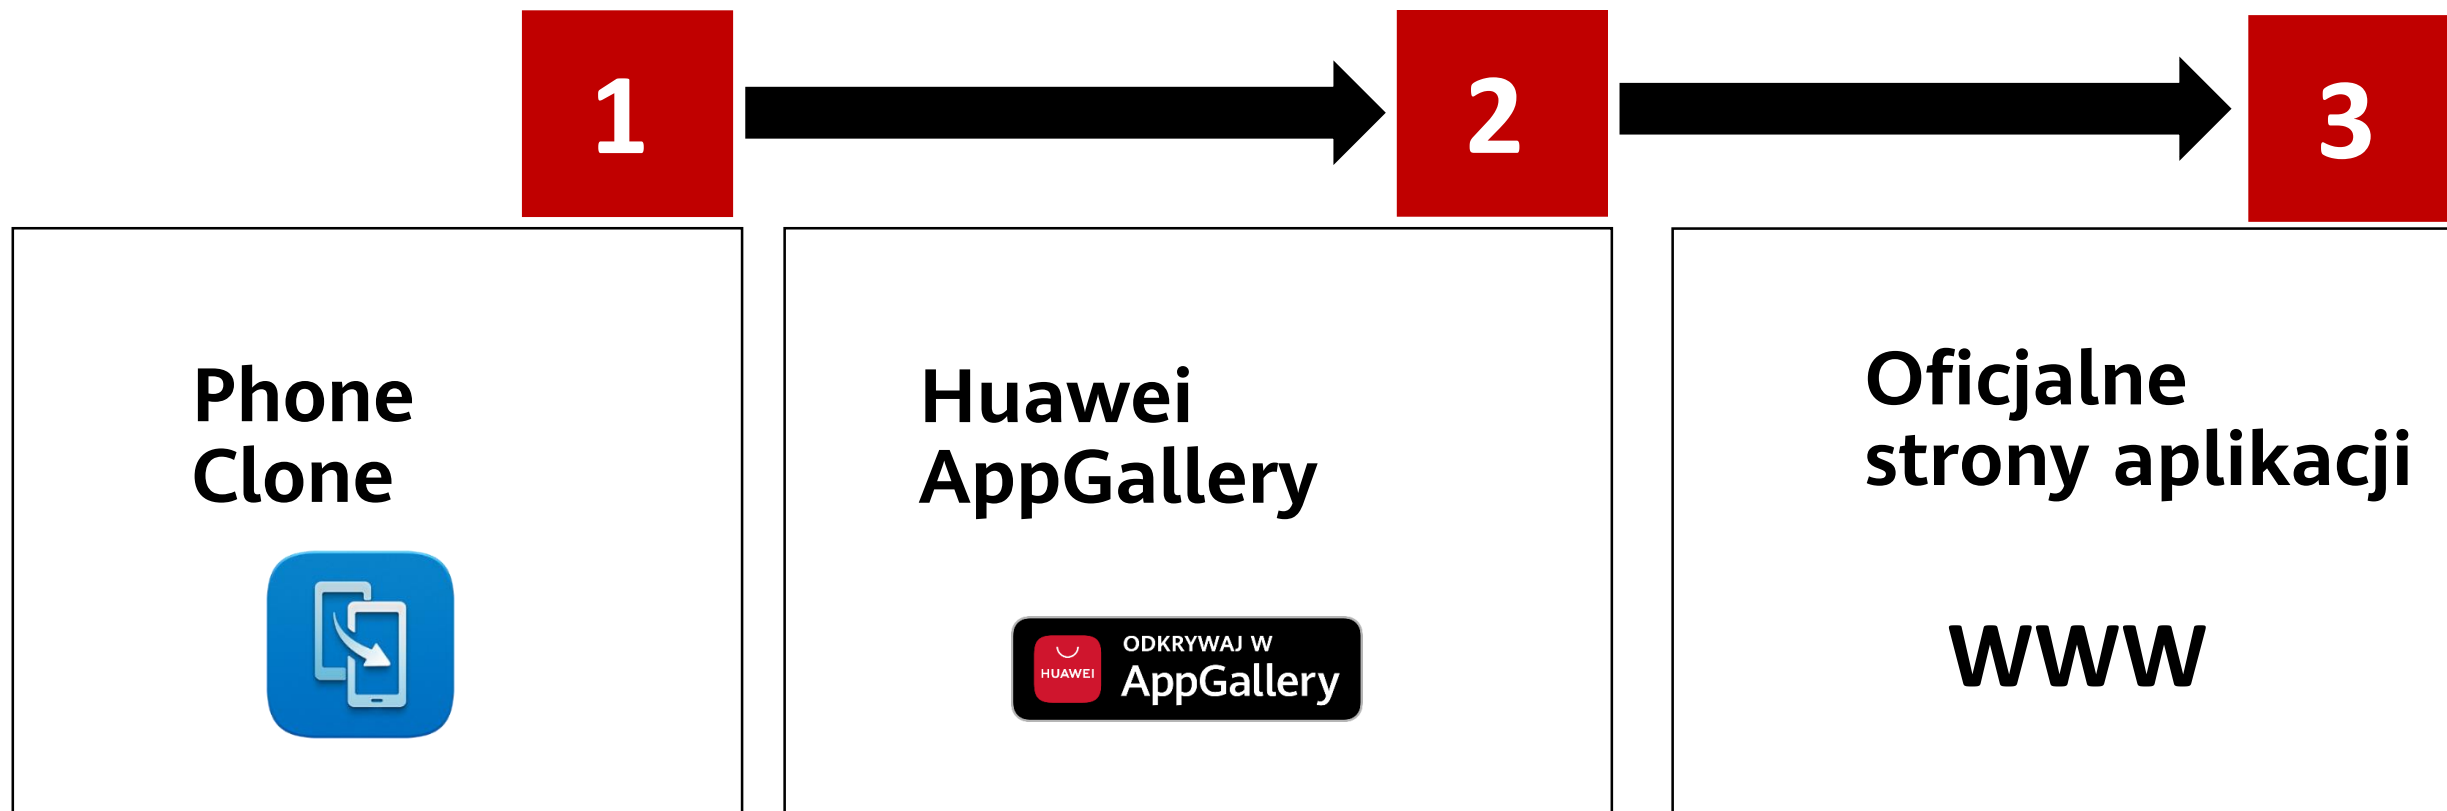 1
2
3
Phone
Clone
Huawei
AppGallery
HUAWEI
ODKRYWAJ W
AppGallery
Oficjalne
strony aplikacji
WWW